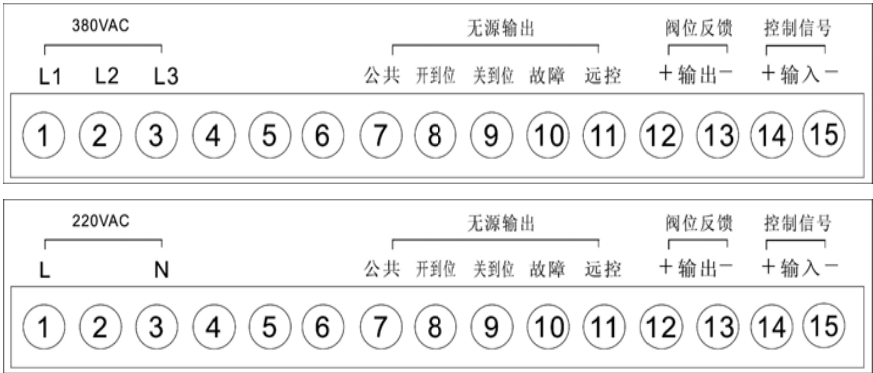 380VAC 无源输出 阀位反馈 控制信号
L1 L2 L3 公共 开到位 关到位 故障 远控 +输出- +输入-
1 2 3 4 5 6 7 8 9 10 11 12 13 14 15
220VAC 无源输出 阀位反馈 控制信号
L N 公共 开到位 关到位 故障 远控 +输出- +输入-
1 2 3 4 5 6 7 8 9 10 11 12 13 14 15